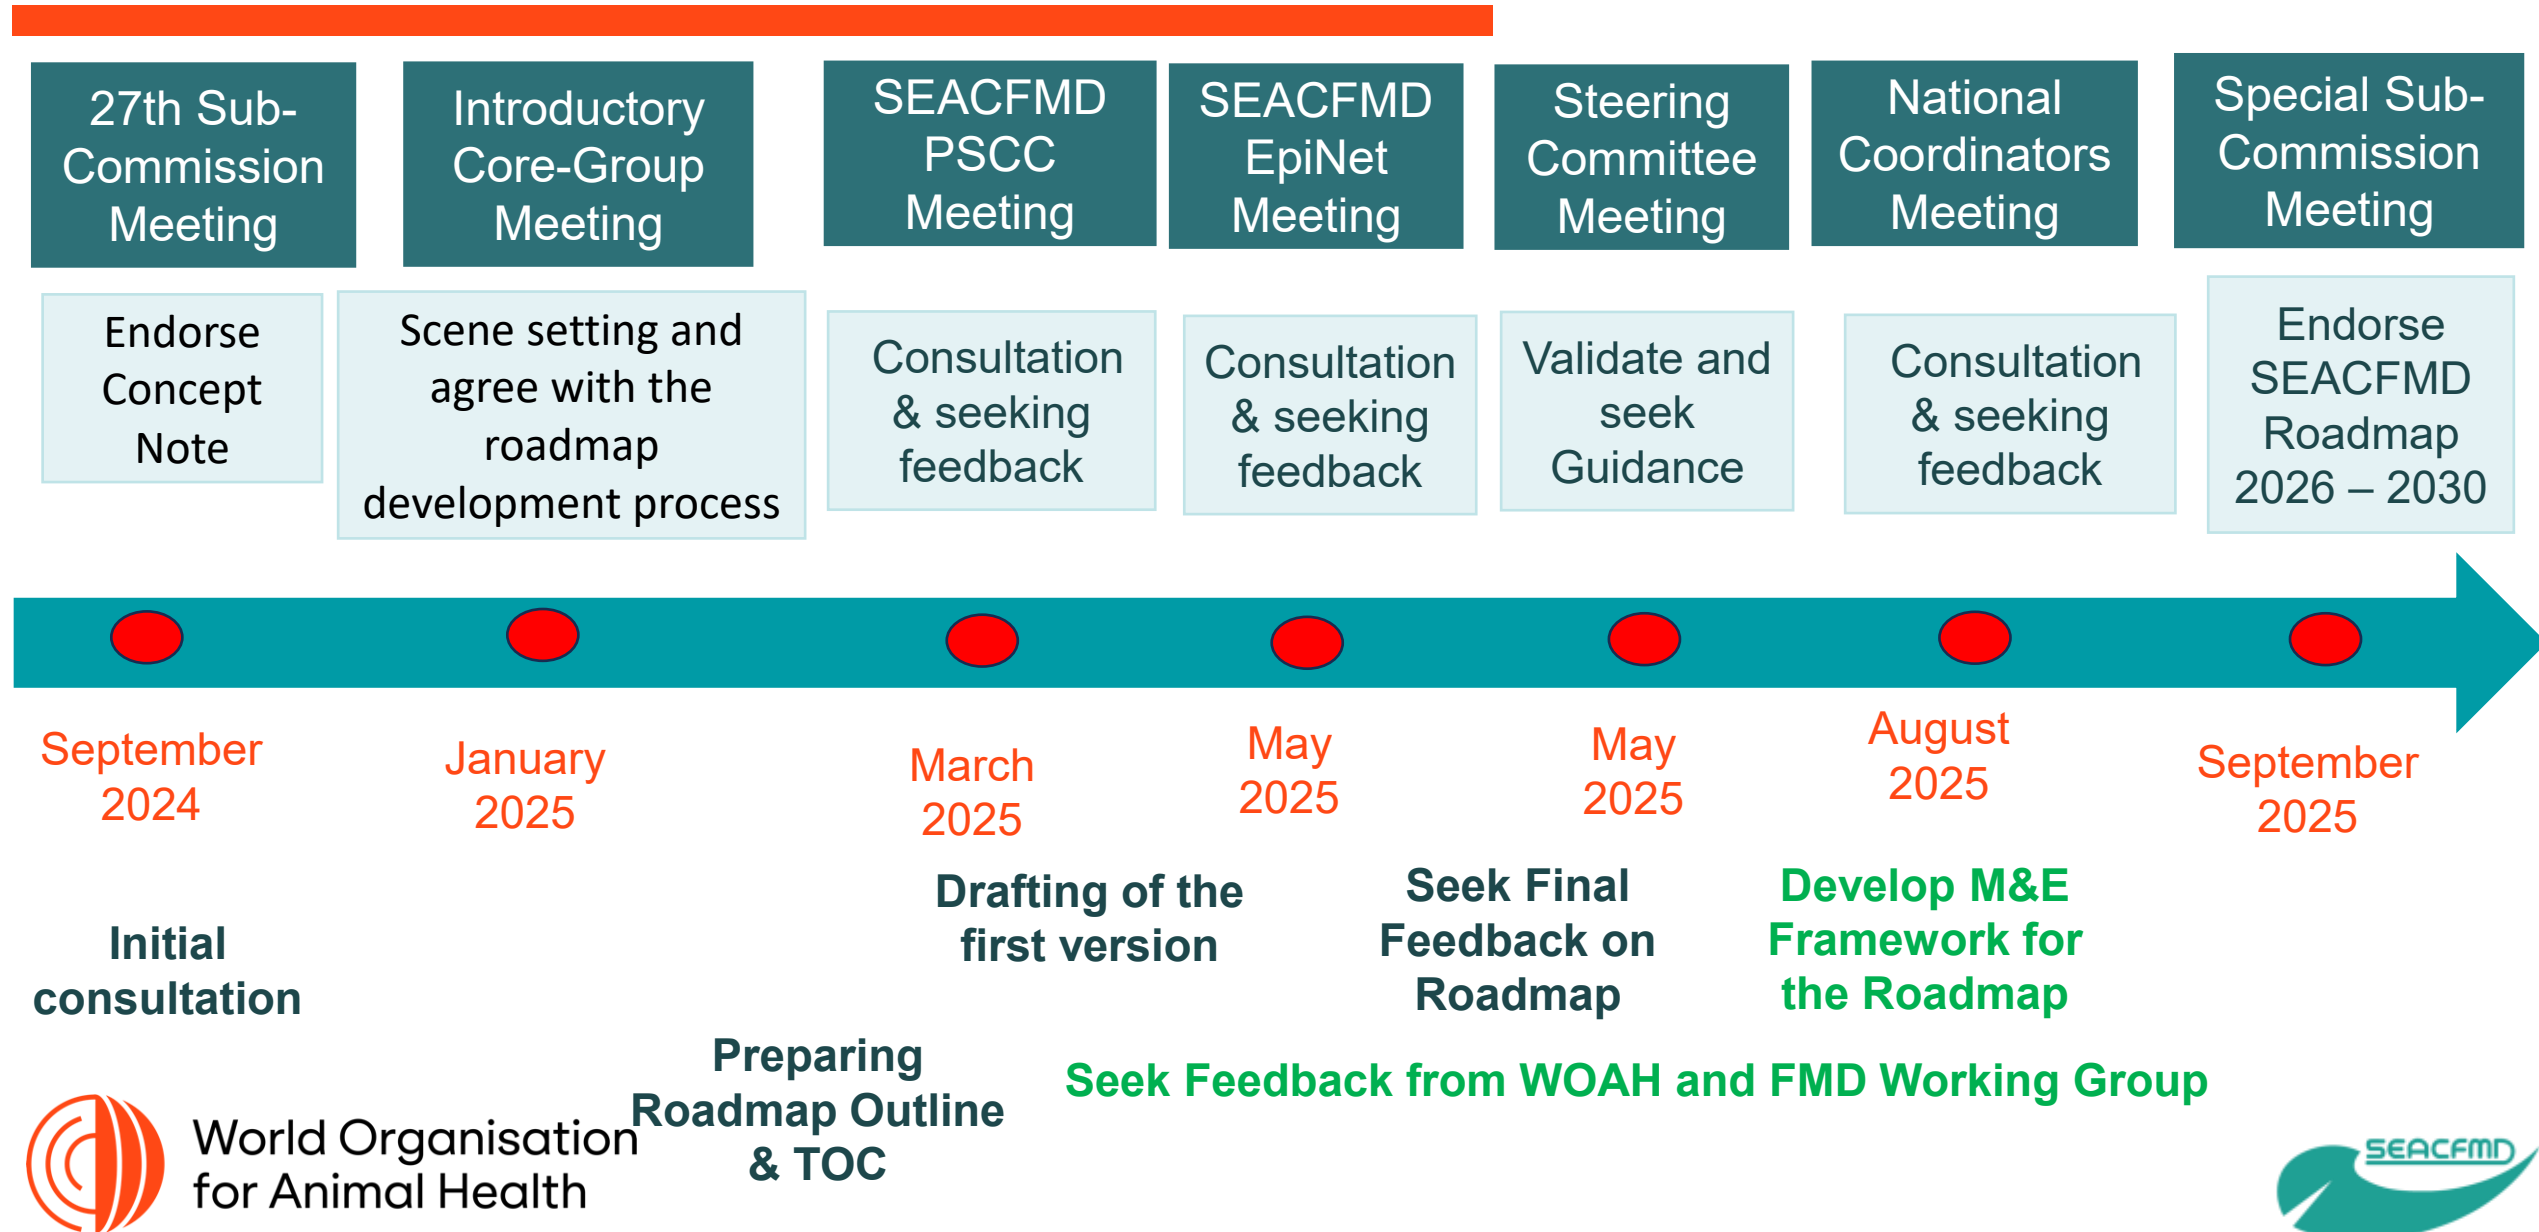 27th Sub-
Commission
Meeting
Introductory
Core-Group
Meeting
SEACFMD
PSCC
Meeting
SEACFMD
EpiNet
Meeting
Steering
Committee
Meeting
National
Coordinators
Meeting
Special Sub-
Commission
Meeting
Endorse
Concept
Note
Scene setting and
agree with the
roadmap
development process
Consultation
& seeking
feedback
Consultation
& seeking
feedback
Validate and
seek
Guidance
Consultation
& seeking
feedback
Endorse
SEACFMD
Roadmap
2026 – 2030
September
2024
January
2025
March
2025
May
2025
May
2025
August
2025
September
2025
Initial
consultation
Preparing
Roadmap Outline
& TOC
Drafting of the
first version
Seek Final
Feedback on
Roadmap
Develop M&E
Framework for
the Roadmap
Seek Feedback from WOAH and FMD Working Group
World Organisation
for Animal Health
SEACFMD